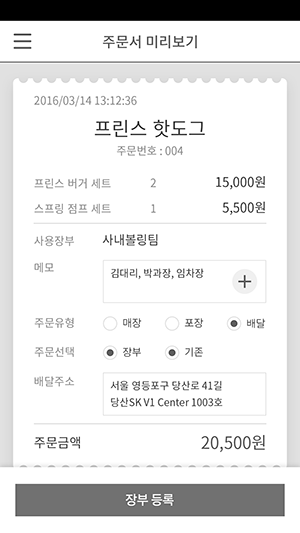 주문서 미리보기
2016/03/14 13:12:36
프린스 핫도그
주문번호 : 004
프린스 버거 세트 2 15,000원
스프링 점프 세트 1 5,500원
사용장부 사내볼링팀
메모 김대리, 박과장, 임차장
주문유형 매장 포장 배달
주문선택 장부 기존
배달주소 서울 영등포구 당산로 41길
당산SK V1 Center 1003호
주문금액 20,500원
장부 등록